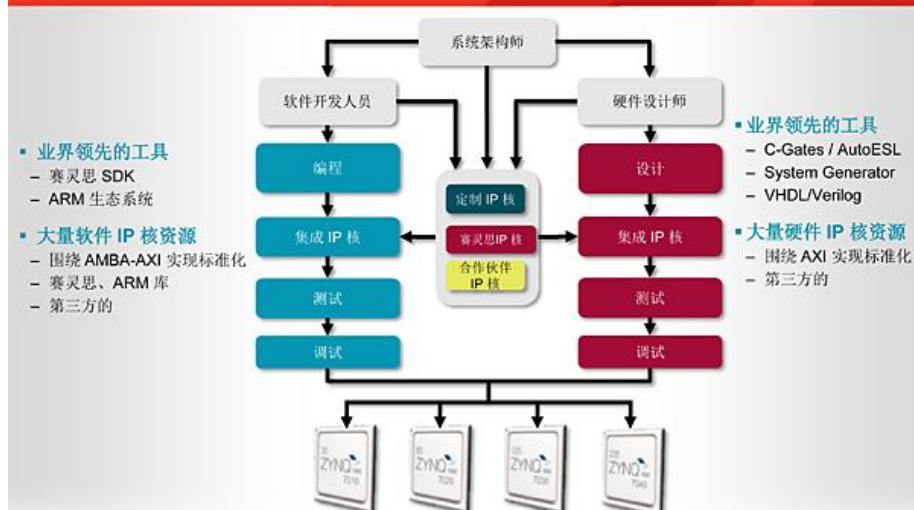 系统架构师
软件开发人员
硬件设计师
▪ 业界领先的工具
– 赛灵思 SDK
– ARM 生态系统
▪ 大量软件 IP 核资源
– 围绕 AMBA-AXI 实现标准化
– 赛灵思、ARM 库
– 第三方的
编程
集成 IP 核
测试
调试
定制 IP 核
赛灵思IP 核
合作伙伴
IP 核
设计
集成 IP 核
测试
调试
▪ 业界领先的工具
– C-Gates / AutoESL
– System Generator
– VHDL/Verilog
▪ 大量硬件 IP 核资源
– 围绕 AXI 实现标准化
– 第三方的
ZYNQ
7010
ZYNQ
7020
ZYNQ
7030
ZYNQ
7040